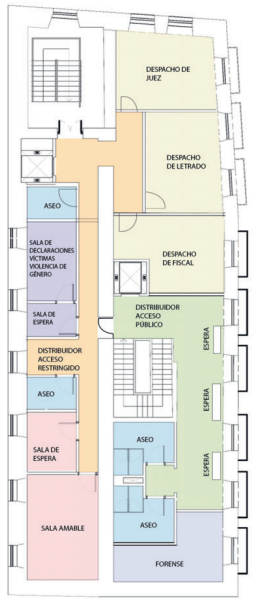 DESPACHO DE
JUEZ
DESPACHO
DE LETRADO
ASEO
SALA DE
DECLARACIONES
VÍCTIMAS
VIOLENCIA DE
GÉNERO
DESPACHO
DE FISCAL
SALA DE
ESPERA
DISTRIBUIDOR
ACCESO
PÚBLICO
ESPERA
DISTRIBUIDOR
ACCESO
RESTRINGIDO
ASEO
ESPERA
SALA DE
ESPERA
ASEO
ESPERA
SALA AMABLE
ASEO
FORENSE